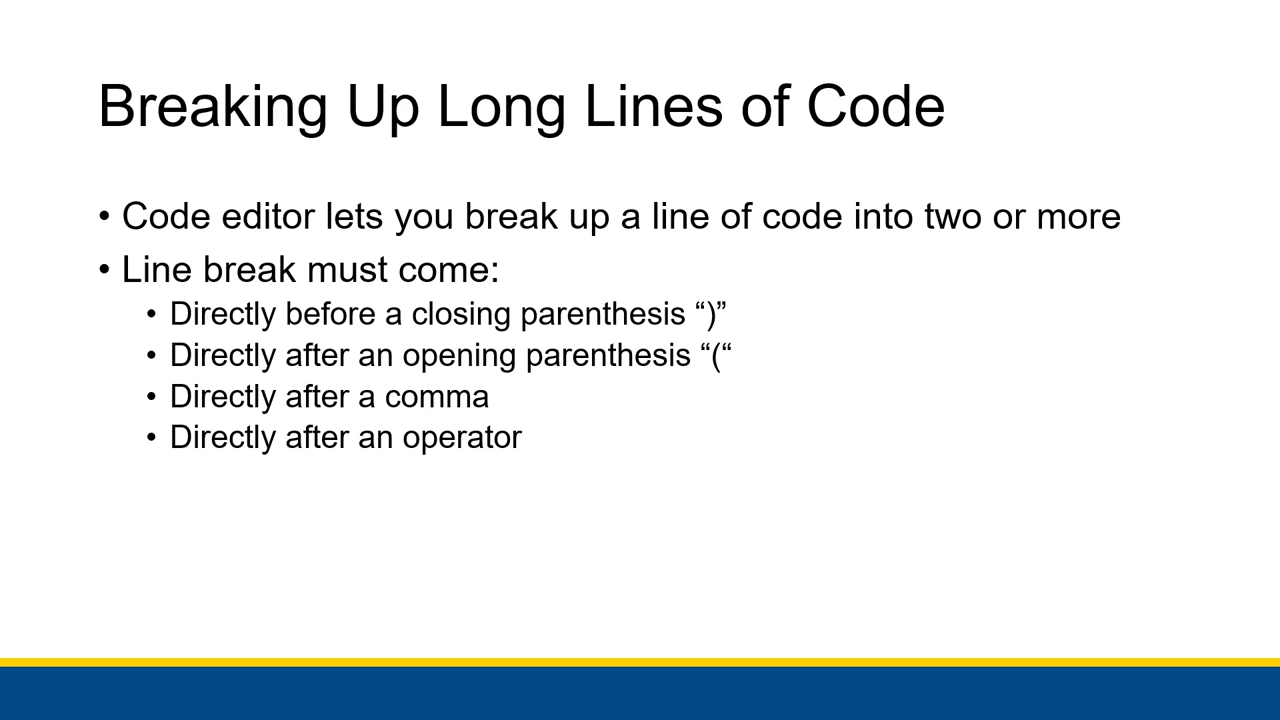 Breaking Up Long Lines of Code
• Code editor lets you break up a line of code into two or more
• Line break must come:
• Directly before a closing parenthesis “)”
• Directly after an opening parenthesis “(“
• Directly after a comma
• Directly after an operator